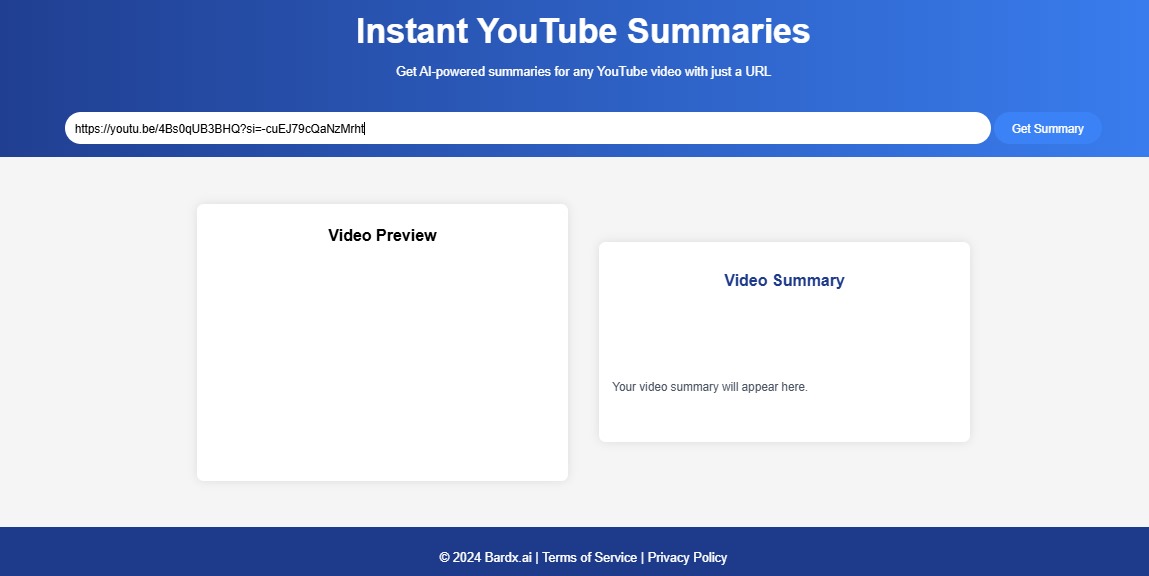 Instant YouTube Summaries
Get AI-powered summaries for any YouTube video with just a URL
https://youtu.be/4Bs0qUB3BHQ?si=-cuEJ79cQaNzMrht
Get Summary
Video Preview
Video Summary
Your video summary will appear here.
© 2024 Bardx.ai | Terms of Service | Privacy Policy